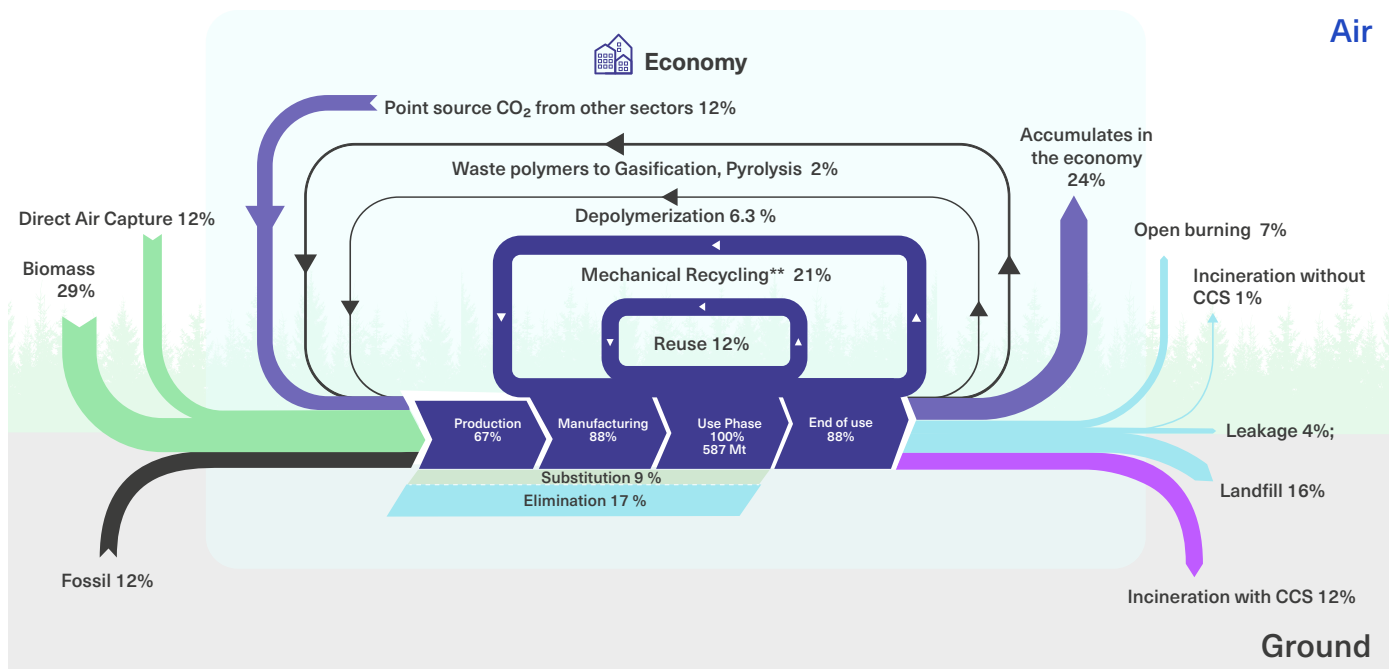 Air
Economy
Point source CO₂ from other sectors 12%
Accumulates in
the economy
24%
Waste polymers to Gasification, Pyrolysis 2%
Direct Air Capture 12%
Depolymerization 6.3 %
Open burning 7%
Biomass
29%
Mechanical Recycling** 21%
Incineration without
CCS 1%
Reuse 12%
Production
67%
Manufacturing
88%
Use Phase
100%
587 Mt
End of use
88%
Leakage 4%;
Substitution 9 %
Elimination 17 %
Landfill 16%
Fossil 12%
Incineration with CCS 12%
Ground